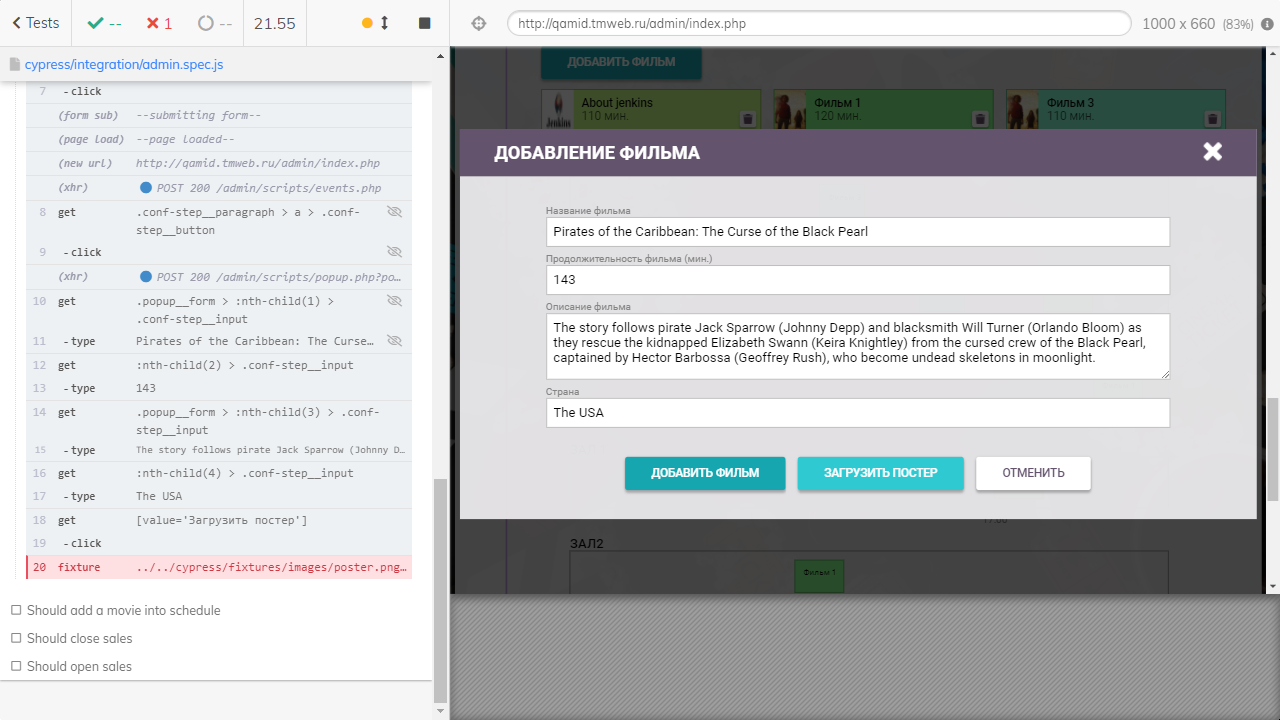 Tests
--
1
--
21.55
http://qamid.tmweb.ru/admin/index.php
1000 x 660 (83%)
cypress/integration/admin.spec.js
7 - click
(form sub) --submitting form--
(page load) --page loaded--
(new url) http://qamid.tmweb.ru/admin/index.php
(xhr) POST 200 /admin/scripts/events.php
8 get .conf-step__paragraph > a > .conf-
step__button
9 - click
(xhr) POST 200 /admin/scripts/popup.php?po…
10 get .popup__form > :nth-child(1) >
.conf-step__input
11 - type Pirates of the Caribbean: The Curse…
12 get :nth-child(2) > .conf-step__input
13 - type 143
14 get .popup__form > :nth-child(3) > .conf-
step__input
15 - type The story follows pirate Jack Sparrow (Johnny D…
16 get :nth-child(4) > .conf-step__input
17 - type The USA
18 get [value='Загрузить постер']
19 - click
20 fixture ../../cypress/fixtures/images/poster.png…
Should add a movie into schedule
Should close sales
Should open sales
ДОБАВИТЬ ФИЛЬМ
About jenkins
110 мин.
Фильм 1
120 мин.
Фильм 3
110 мин.
ДОБАВЛЕНИЕ ФИЛЬМА
Название фильма
Pirates of the Caribbean: The Curse of the Black Pearl
Продолжительность фильма (мин.)
143
Описание фильма
The story follows pirate Jack Sparrow (Johnny Depp) and blacksmith Will Turner (Orlando Bloom) as
they rescue the kidnapped Elizabeth Swann (Keira Knightley) from the cursed crew of the Black Pearl,
captained by Hector Barbossa (Geoffrey Rush), who become undead skeletons in moonlight.
Страна
The USA
ДОБАВИТЬ ФИЛЬМ
ЗАГРУЗИТЬ ПОСТЕР
ОТМЕНИТЬ
ЗАЛ2
Фильм 1